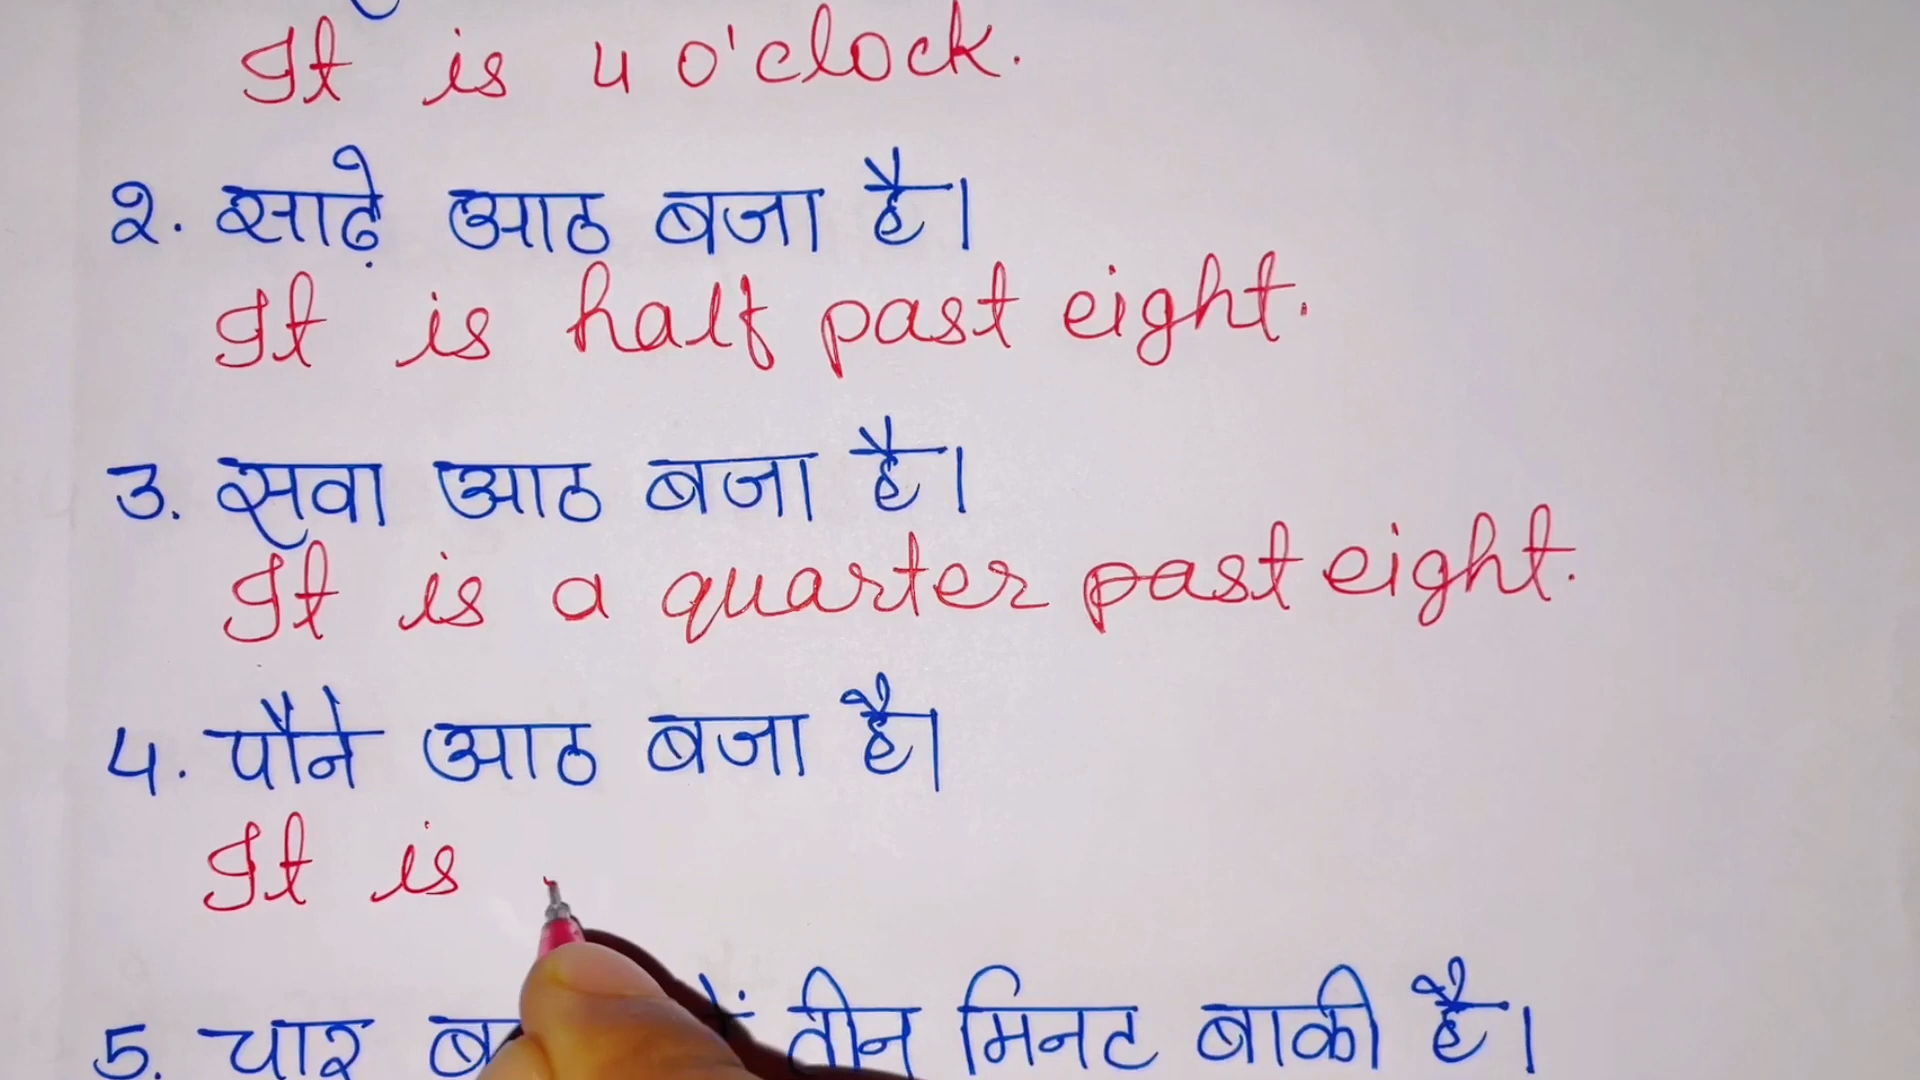 It is 4 o'clock.
2. साढ़े आठ बजा है।
It is half past eight.
3. सवा आठ बजा है।
It is a quarter past eight.
4. पौने आठ बजा है।
It is
5. चार तीन मिनट बाकी है।